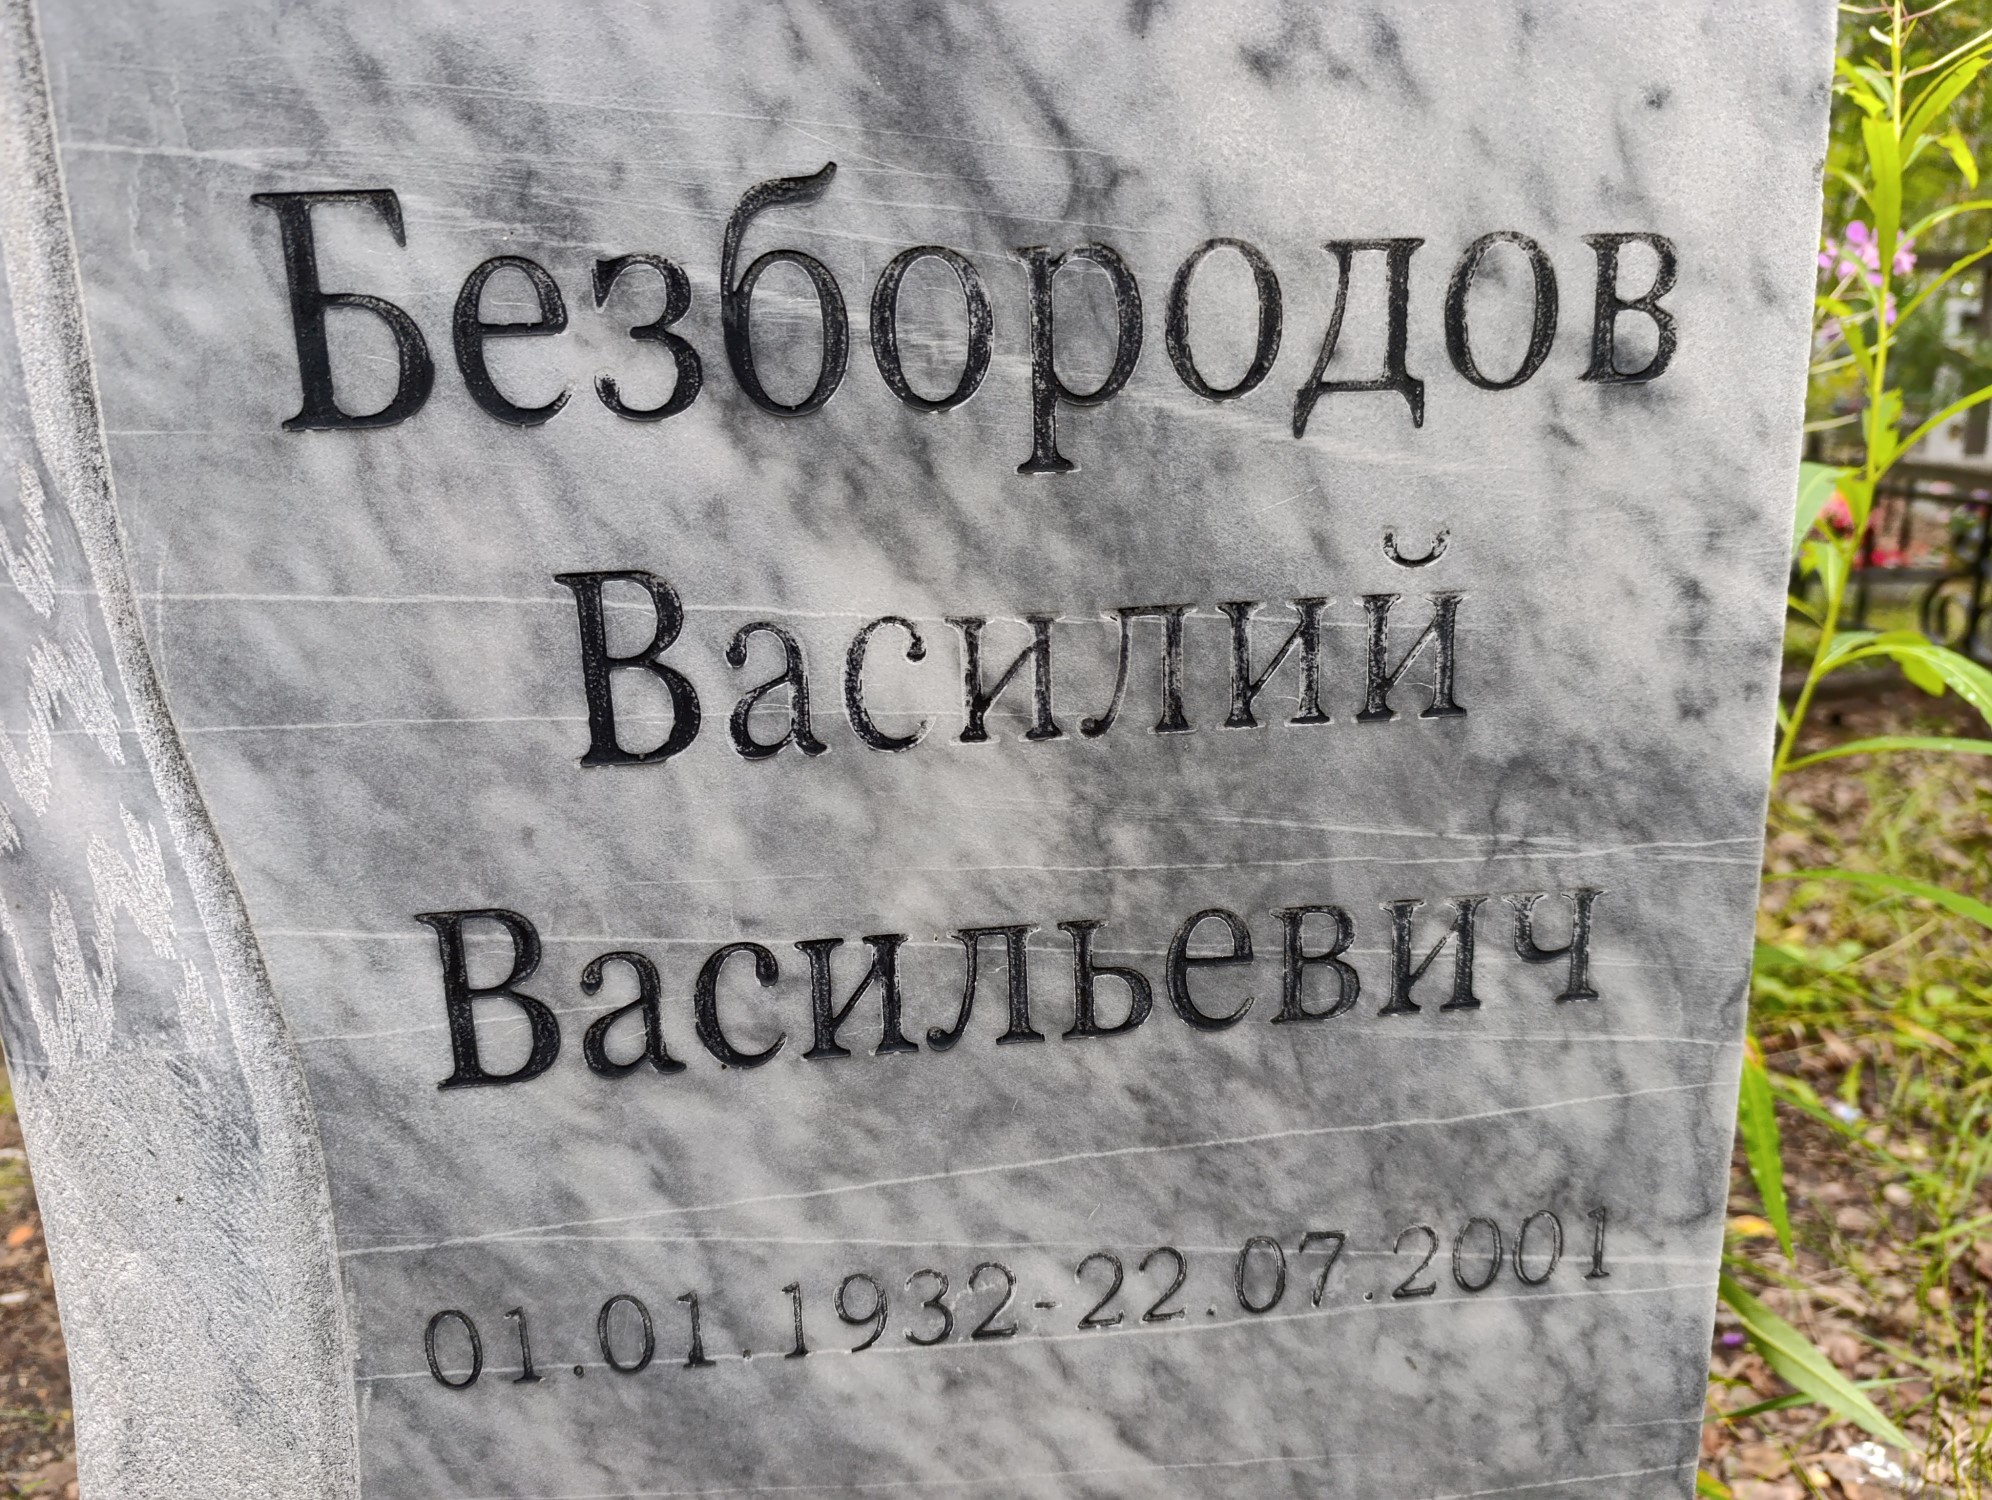 Безбородов
Василий
Васильевич
01.01.1932-22.07.2001